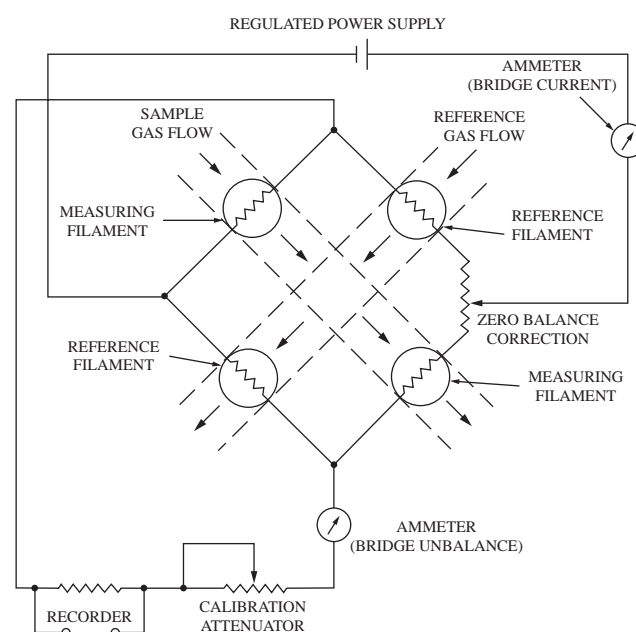 REGULATED POWER SUPPLY
AMMETER
(BRIDGE CURRENT)
SAMPLE
GAS FLOW
REFERENCE
GAS FLOW
MEASURING
FILAMENT
REFERENCE
FILAMENT
ZERO BALANCE
CORRECTION
REFERENCE
FILAMENT
MEASURING
FILAMENT
AMMETER
(BRIDGE UNBALANCE)
RECORDER
CALIBRATION
ATTENUATOR